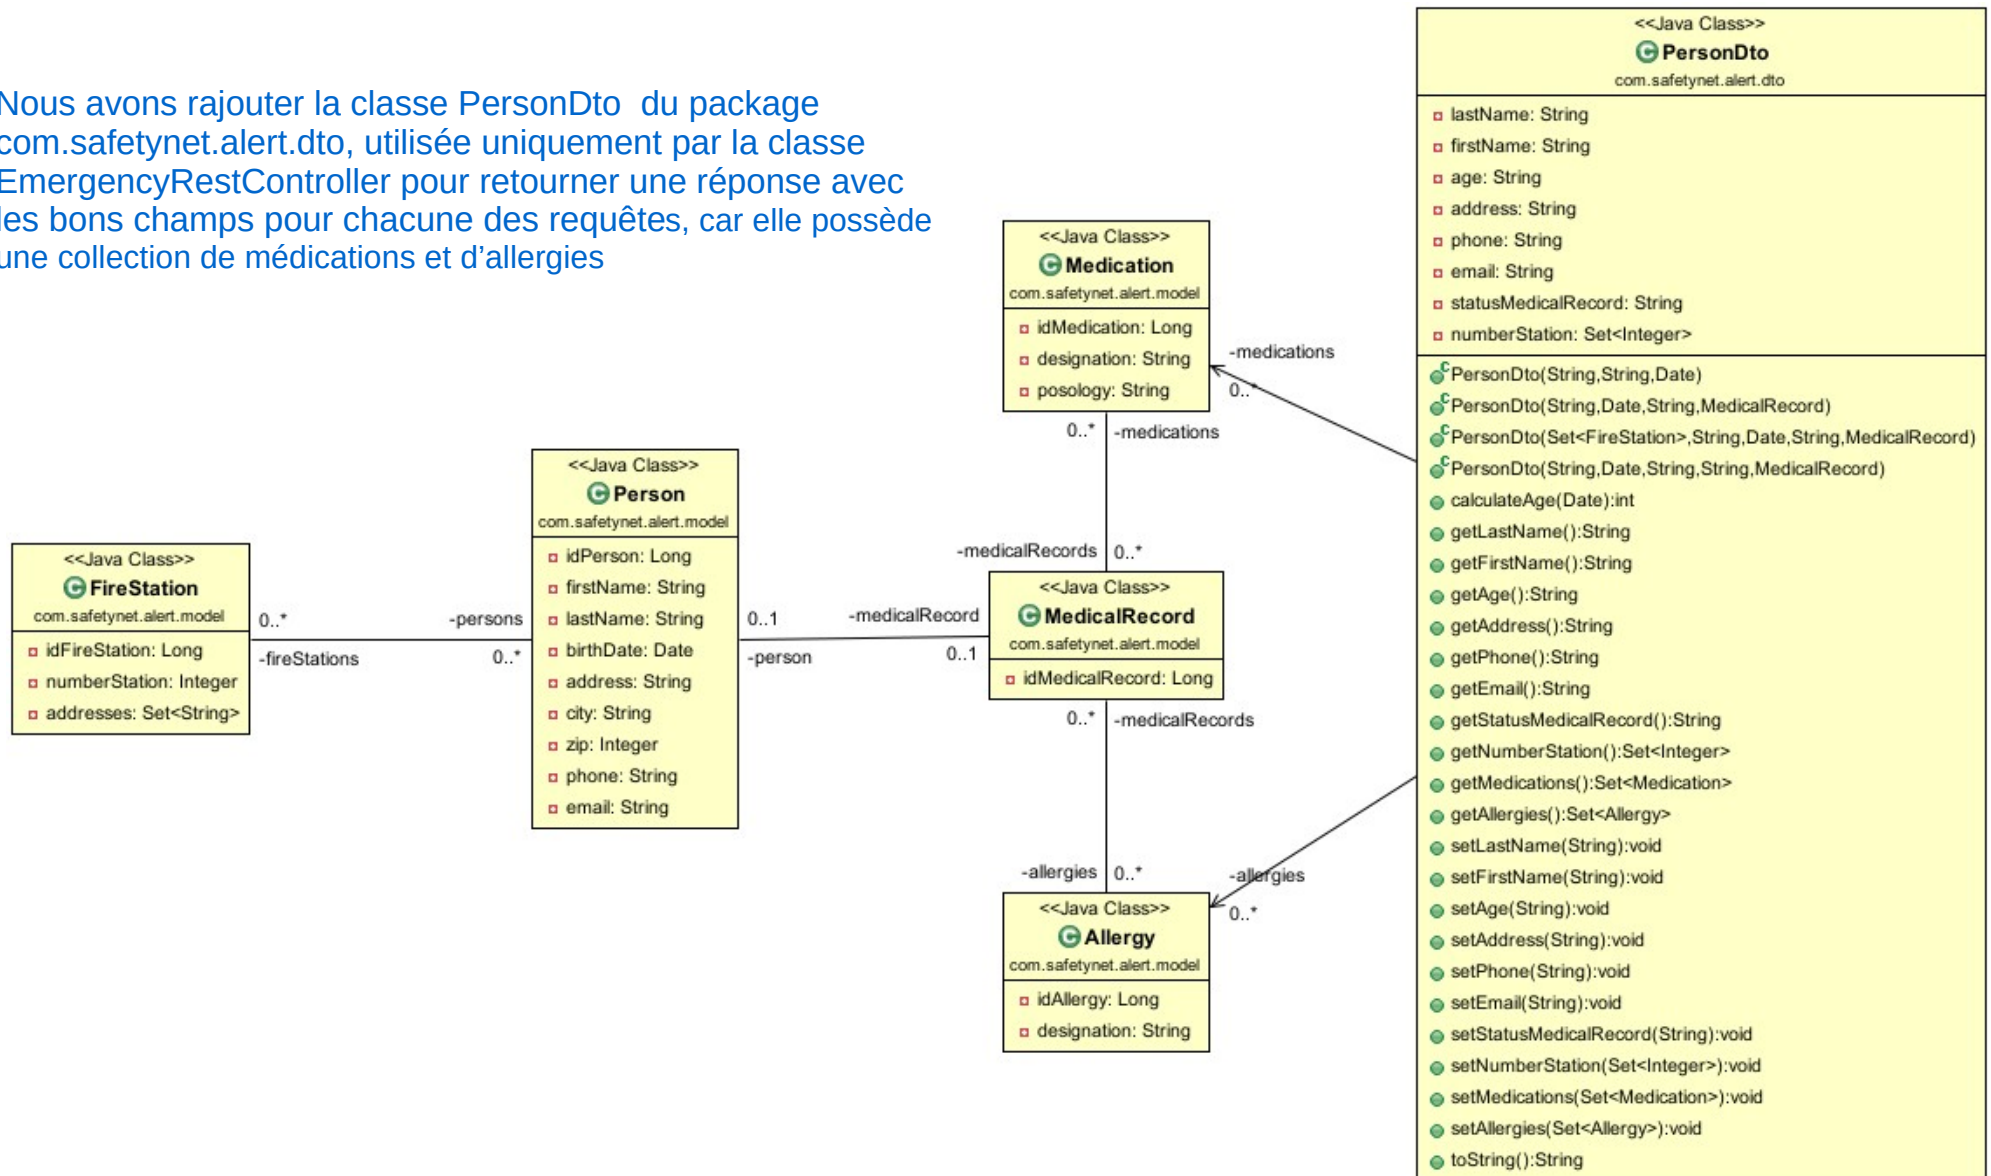 Nous avons rajouter la classe PersonDto  du package
com.safetynet.alert.dto, utilisée uniquement par la classe
EmergencyRestController pour retourner une réponse avec
les bons champs pour chacune des requêtes, car elle possède
une collection de médications et d’allergies
<<Java Class>>
FireStation
com.safetynet.alert.model
idFireStation: Long
numberStation: Integer
addresses: Set<String>
0..*
-fireStations
-persons
0..*
<<Java Class>>
Person
com.safetynet.alert.model
idPerson: Long
firstName: String
lastName: String
birthDate: Date
address: String
city: String
zip: Integer
phone: String
email: String
0..1
-person
-medicalRecord
0..1
<<Java Class>>
Medication
com.safetynet.alert.model
idMedication: Long
designation: String
posology: String
0..*
-medications
-medicalRecords
0..*
<<Java Class>>
MedicalRecord
com.safetynet.alert.model
idMedicalRecord: Long
0..*
-medicalRecords
-allergies
0..*
<<Java Class>>
Allergy
com.safetynet.alert.model
idAllergy: Long
designation: String
-medications
0..*
-allergies
0..*
<<Java Class>>
PersonDto
com.safetynet.alert.dto
lastName: String
firstName: String
age: String
address: String
phone: String
email: String
statusMedicalRecord: String
numberStation: Set<Integer>
PersonDto(String,String,Date)
PersonDto(String,Date,String,MedicalRecord)
PersonDto(Set<FireStation>,String,Date,String,MedicalRecord)
PersonDto(String,Date,String,String,MedicalRecord)
calculateAge(Date):int
getLastName():String
getFirstName():String
getAge():String
getAddress():String
getPhone():String
getEmail():String
getStatusMedicalRecord():String
getNumberStation():Set<Integer>
getMedications():Set<Medication>
getAllergies():Set<Allergy>
setLastName(String):void
setFirstName(String):void
setAge(String):void
setAddress(String):void
setPhone(String):void
setEmail(String):void
setStatusMedicalRecord(String):void
setNumberStation(Set<Integer>):void
setMedications(Set<Medication>):void
setAllergies(Set<Allergy>):void
toString():String